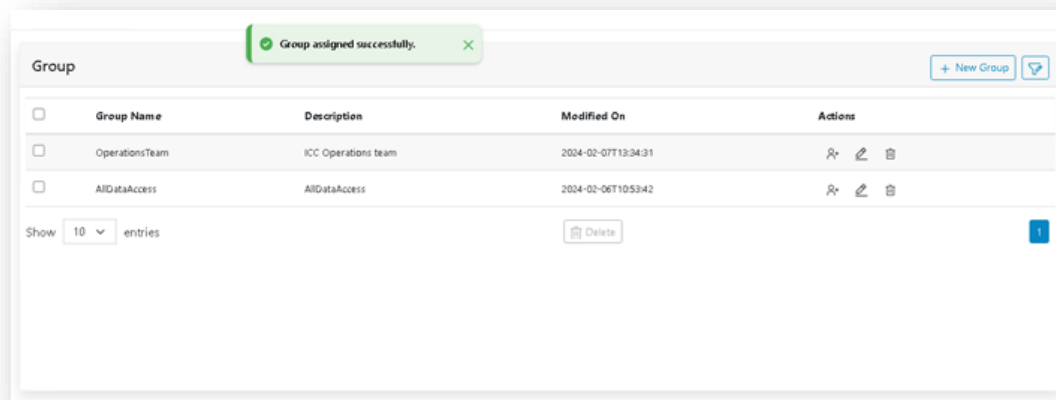 Group assigned successfully.
Group
+ New Group
Group Name Description Modified On Actions
OperationsTeam ICC Operations team 2024-02-07T13:34:31
AllDataAccess AllDataAccess 2024-02-06T10:53:42
Show 10 entries Delete 1